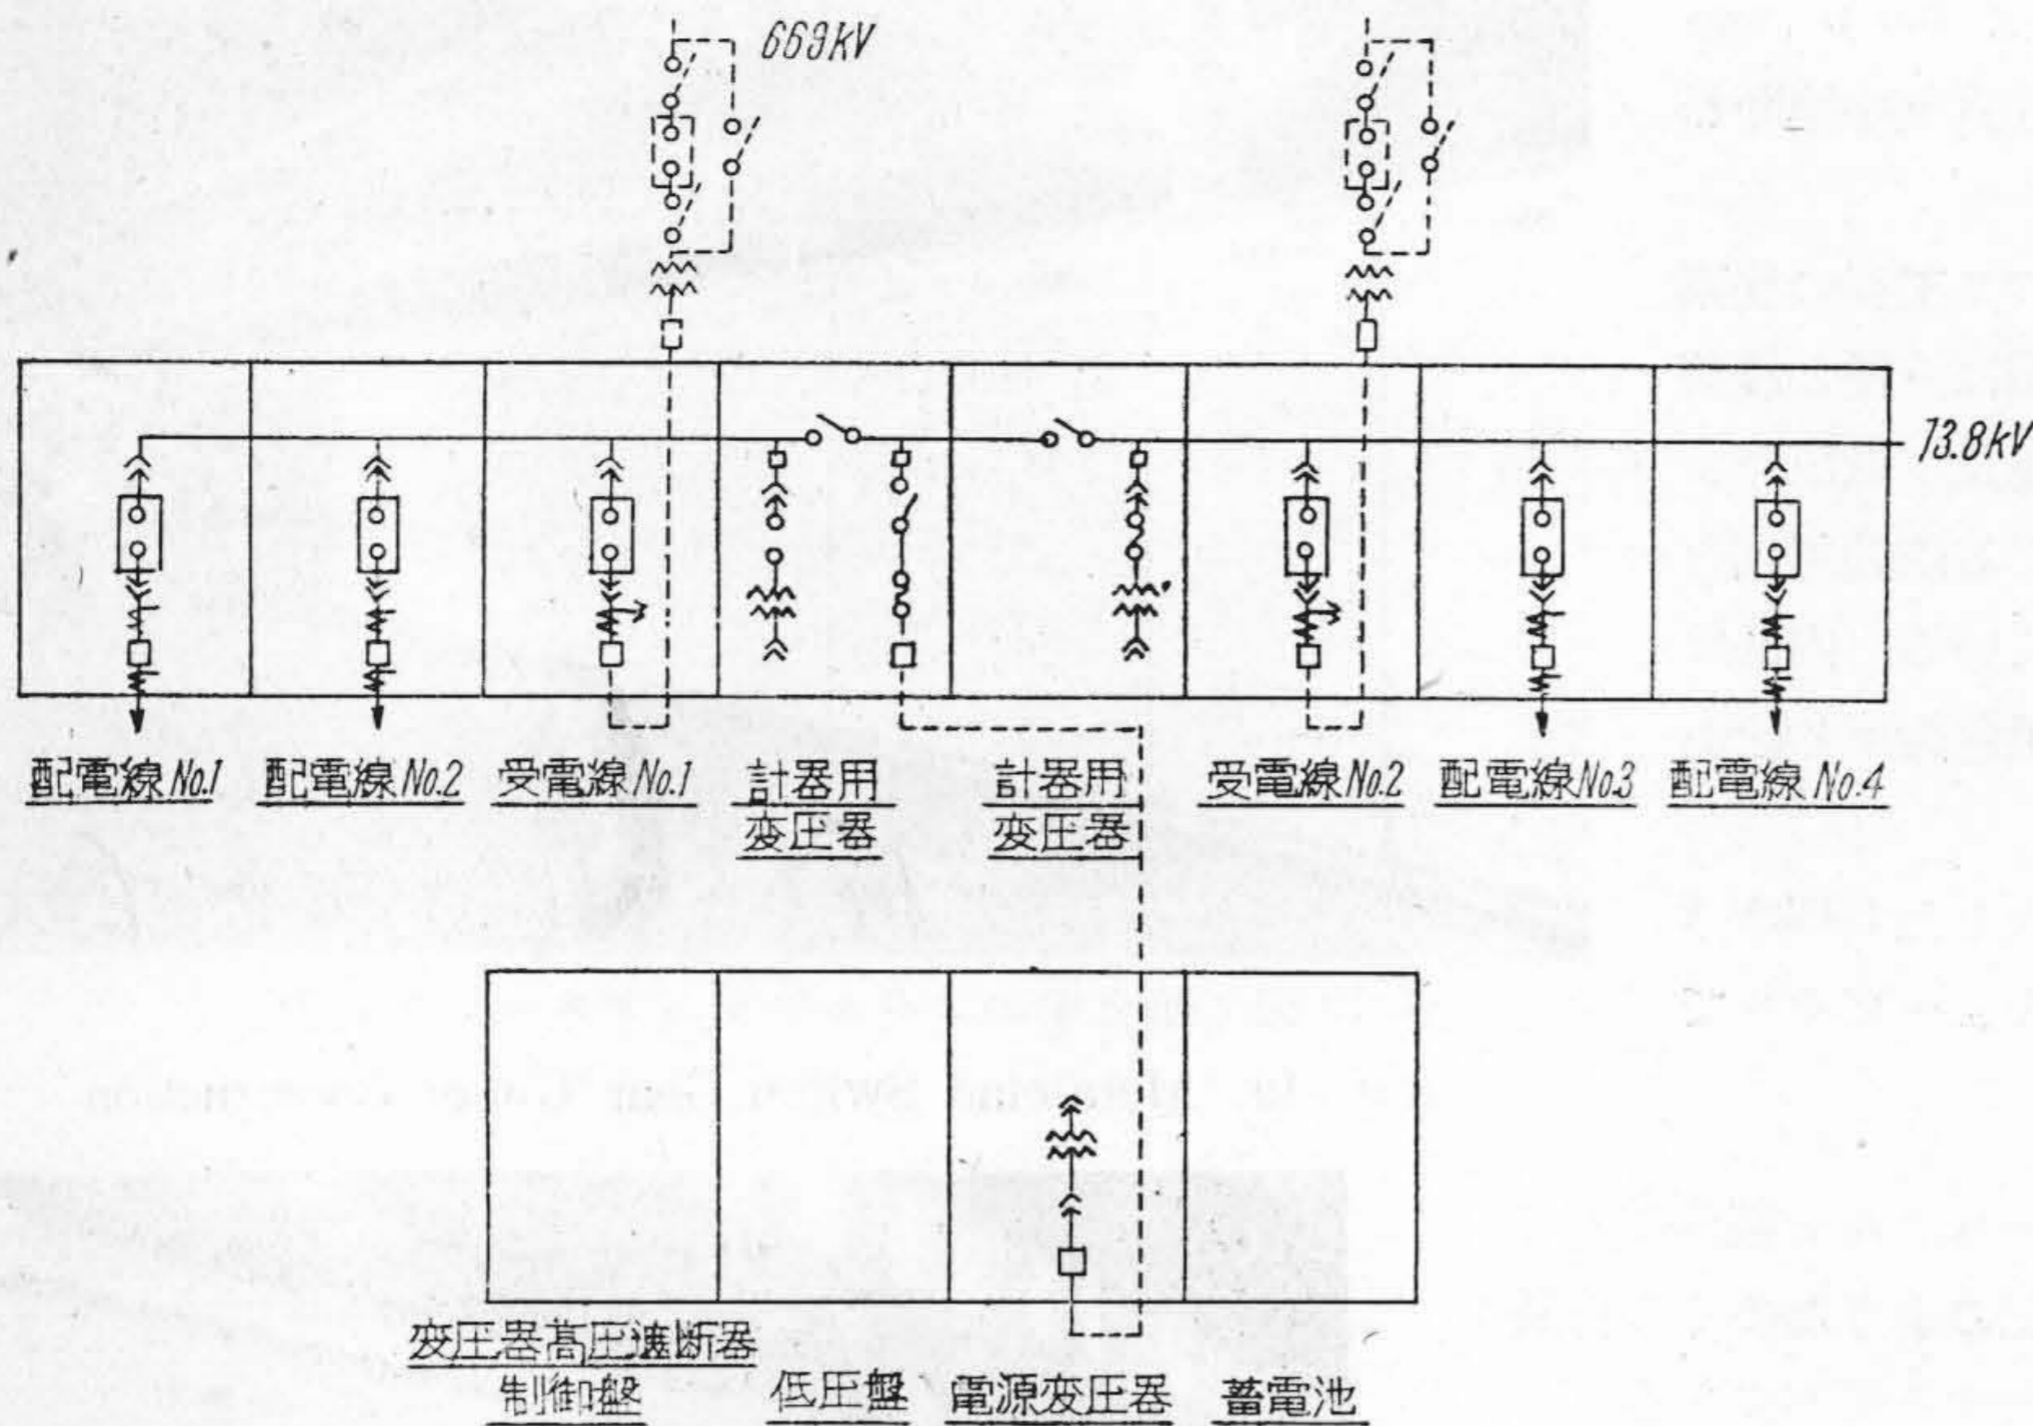 669kV
13.8kV
配電線No.1 配電線No.2 受電線No.1 計器用変圧器 計器用変圧器 受電線No.2 配電線No.3 配電線No.4
変圧器高圧遮断器
制御盤 低圧盤 電源変圧器 蓄電池